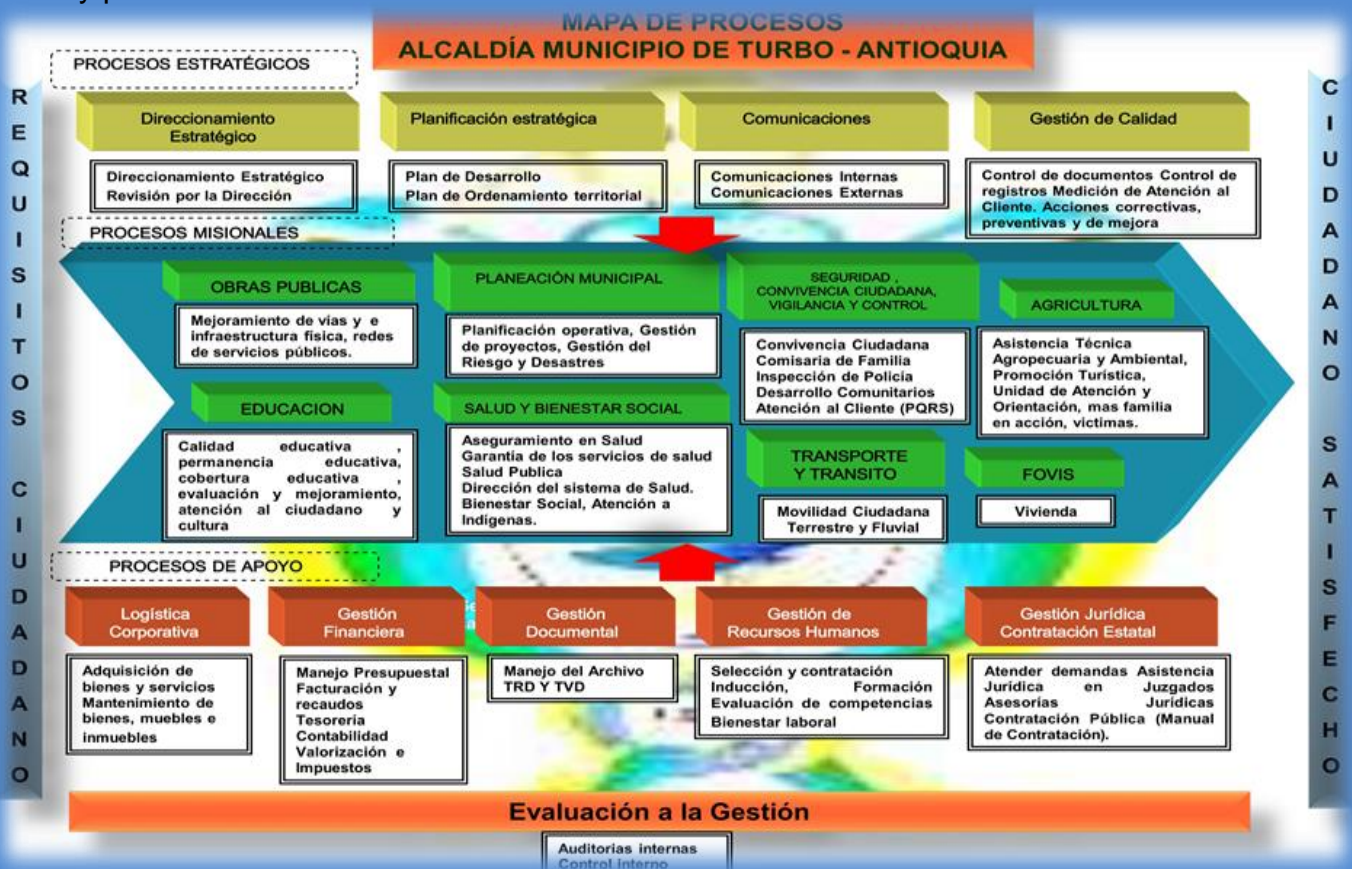 MAPA DE PROCESOS
ALCALDÍA MUNICIPIO DE TURBO - ANTIOQUIA
PROCESOS ESTRATÉGICOS
REQUISITOS CIUDADANO
CIUDADANO SATISFECHO
Direccionamiento
Estratégico
Direccionamiento Estratégico
Revisión por la Dirección
Planificación estratégica
Plan de Desarrollo
Plan de Ordenamiento territorial
Comunicaciones
Comunicaciones Internas
Comunicaciones Externas
Gestión de Calidad
Control de documentos Control de
registros Medición de Atención al
Cliente. Acciones correctivas,
preventivas y de mejora
PROCESOS MISIONALES
OBRAS PUBLICAS
Mejoramiento de vías y e
infraestructura física, redes
de servicios públicos.
PLANEACIÓN MUNICIPAL
Planificación operativa, Gestión
de proyectos, Gestión del
Riesgo y Desastres
SEGURIDAD ,
CONVIVENCIA CIUDADANA,
VIGILANCIA Y CONTROL
Convivencia Ciudadana
Comisaria de Familia
Inspección de Policía
Desarrollo Comunitarios
Atención al Cliente (PQRS)
AGRICULTURA
Asistencia Técnica
Agropecuaria y Ambiental,
Promoción Turística,
Unidad de Atención y
Orientación, mas familia
en acción, victimas.
EDUCACION
Calidad educativa ,
permanencia educativa,
cobertura educativa ,
evaluación y mejoramiento,
atención al ciudadano y
cultura
SALUD Y BIENESTAR SOCIAL
Aseguramiento en Salud
Garantía de los servicios de salud
Salud Publica
Dirección del sistema de Salud.
Bienestar Social, Atención a
Indígenas.
TRANSPORTE
Y TRANSITO
Movilidad Ciudadana
Terrestre y Fluvial
FOVIS
Vivienda
PROCESOS DE APOYO
Logística
Corporativa
Adquisición de
bienes y servicios
Mantenimiento de
bienes, muebles e
inmuebles
Gestión
Financiera
Manejo Presupuestal
Facturación y
recaudos
Tesorería
Contabilidad
Valorización e
Impuestos
Gestión
Documental
Manejo del Archivo
TRD Y TVD
Gestión de
Recursos Humanos
Selección y contratación
Inducción, Formación
Evaluación de competencias
Bienestar laboral
Gestión Jurídica
Contratación Estatal
Atender demandas Asistencia
Jurídica en Juzgados
Asesorías Jurídicas
Contratación Pública (Manual
de Contratación).
Evaluación a la Gestión
Auditorias internas
Control interno